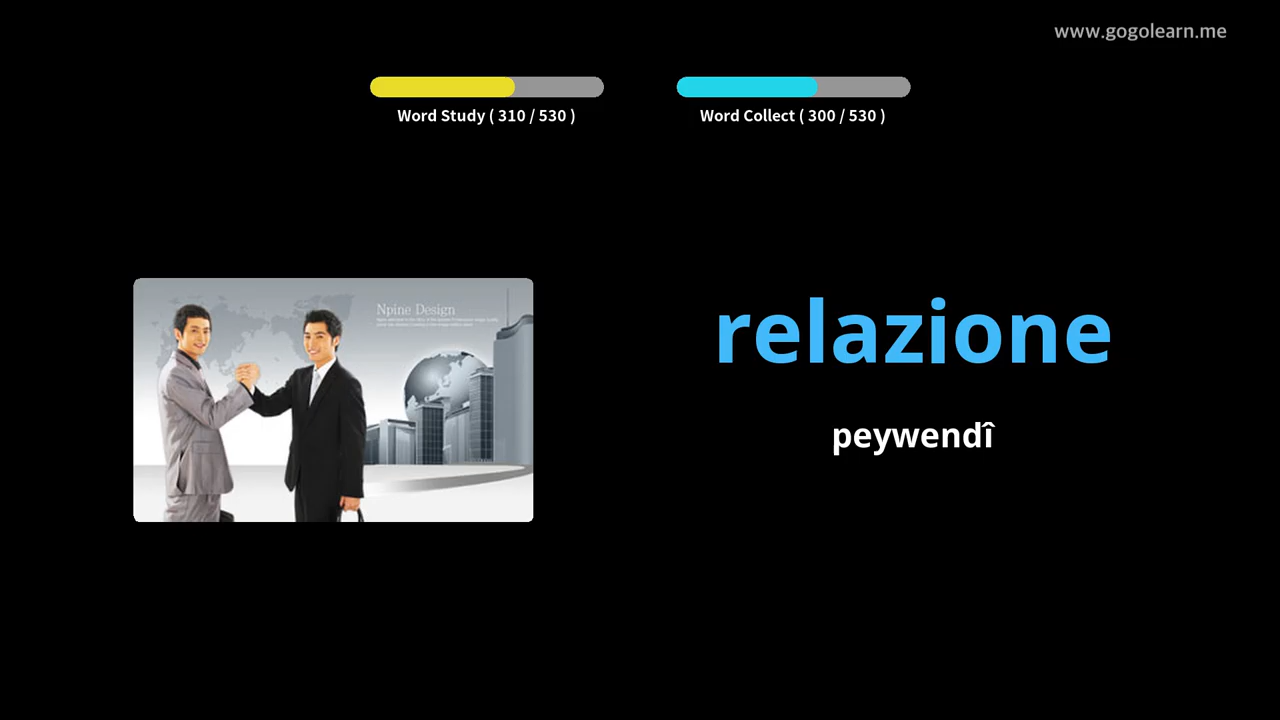 www.gogolearn.me
Word Study ( 310 / 530 )
Word Collect ( 300 / 530 )
Npine Design
relazione
peywendî